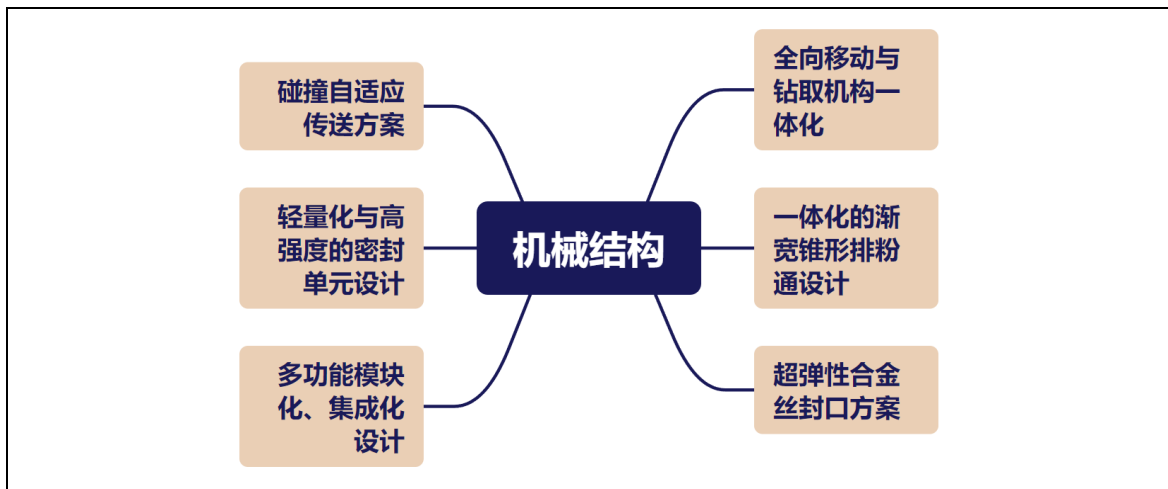 碰撞自适应
传送方案
轻量化与高
强度的密封
单元设计
多功能模块
化、集成化
设计
机械结构
全向移动与
钻取机构一
体化
一体化的渐
宽锥形排粉
通设计
超弹性合金
丝封口方案